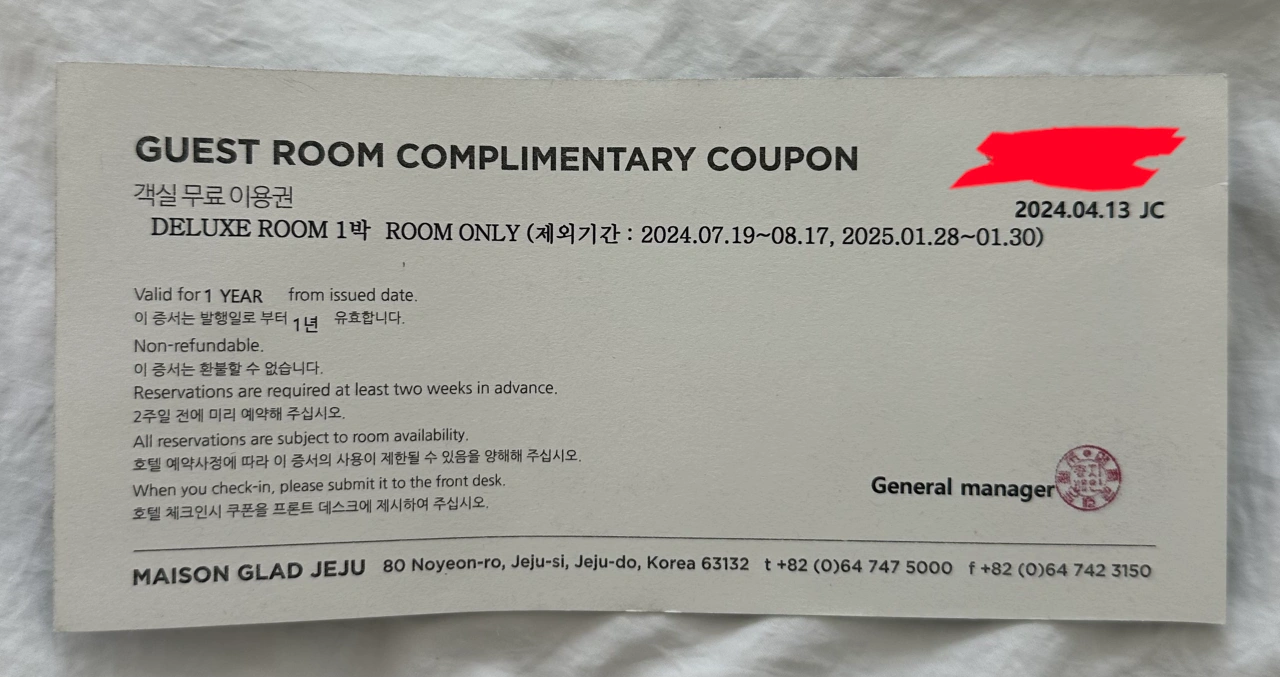 GUEST ROOM COMPLIMENTARY COUPON
객실 무료 이용권
2024.04.13 JC
DELUXE ROOM 1박 ROOM ONLY (제외기간 : 2024.07.19~08.17, 2025.01.28~01.30)
Valid for 1 YEAR from issued date.
이 증서는 발행일로 부터 1년 유효합니다.
Non-refundable.
이 증서는 환불할 수 없습니다.
Reservations are required at least two weeks in advance.
2주일 전에 미리 예약해 주십시오.
All reservations are subject to room availability.
호텔 예약사정에 따라 이 증서의 사용이 제한될 수 있음을 양해해 주십시오.
When you check-in, please submit it to the front desk.
호텔 체크인시 쿠폰을 프론트 데스크에 제시하여 주십시오.
General manager
MAISON GLAD JEJU 80 Noyeon-ro, Jeju-si, Jeju-do, Korea 63132 t +82 (0)64 747 5000 f +82 (0)64 742 3150